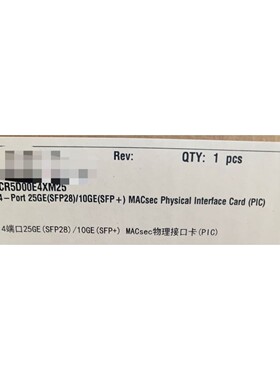 Rev: QTY: 1 pcs
CR5D00E4XM25
4-Port 25GE(SFP28)/10GE(SFP+) MACsec Physical Interface Card (PIC)
4端口25GE(SFP28)/10GE(SFP+) MACsec物理接口卡(PIC)